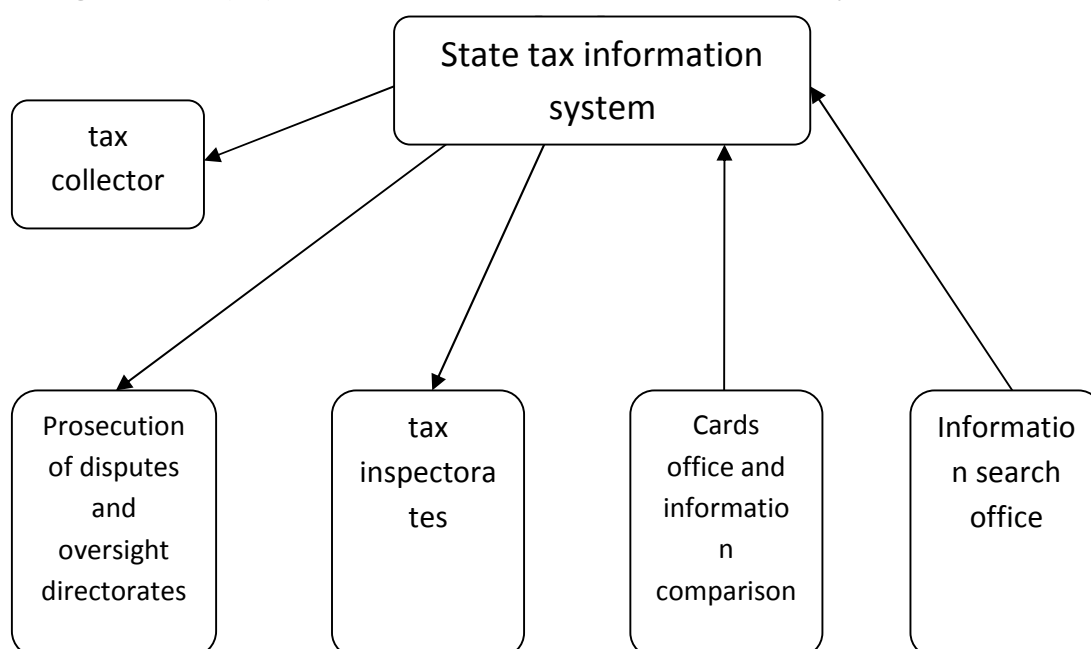 State tax information
system
tax
collector
Prosecution
of disputes
and
oversight
directorates
tax
inspectora
tes
Cards
office and
informatio
n
comparison
Informatio
n search
office